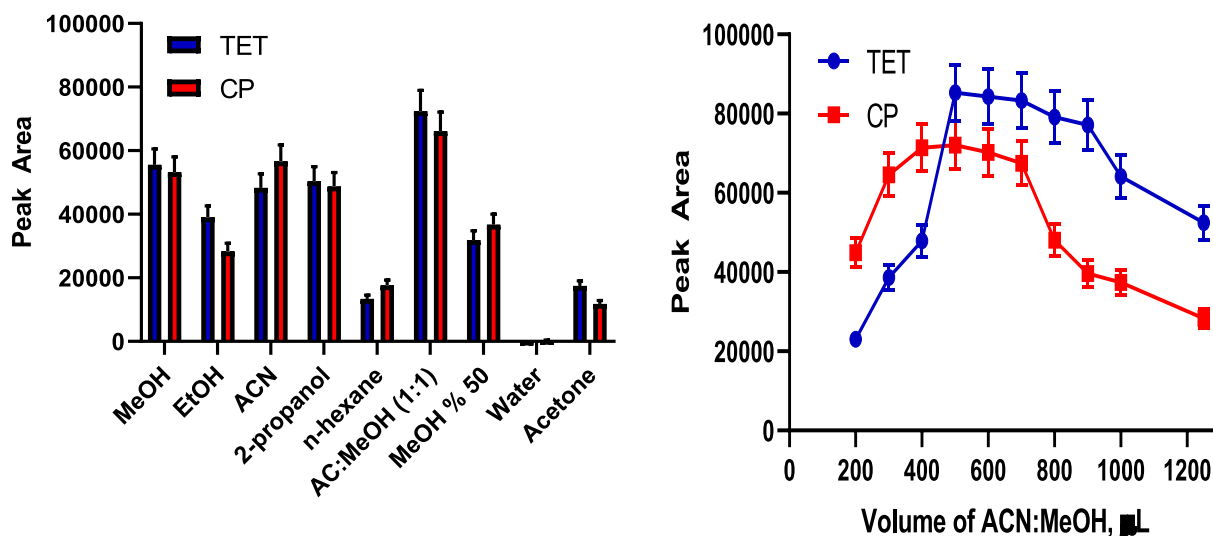 100000
80000
60000
40000
20000
0
Peak Area
TET
CP
MeOH
EtOH
ACN
2-propanol
n-hexane
AC:MeOH (1:1)
MeOH % 50
Water
Acetone
100000
80000
60000
40000
20000
0
Peak Area
TET
CP
0 200 400 600 800 1000 1200
Volume of ACN:MeOH, µL